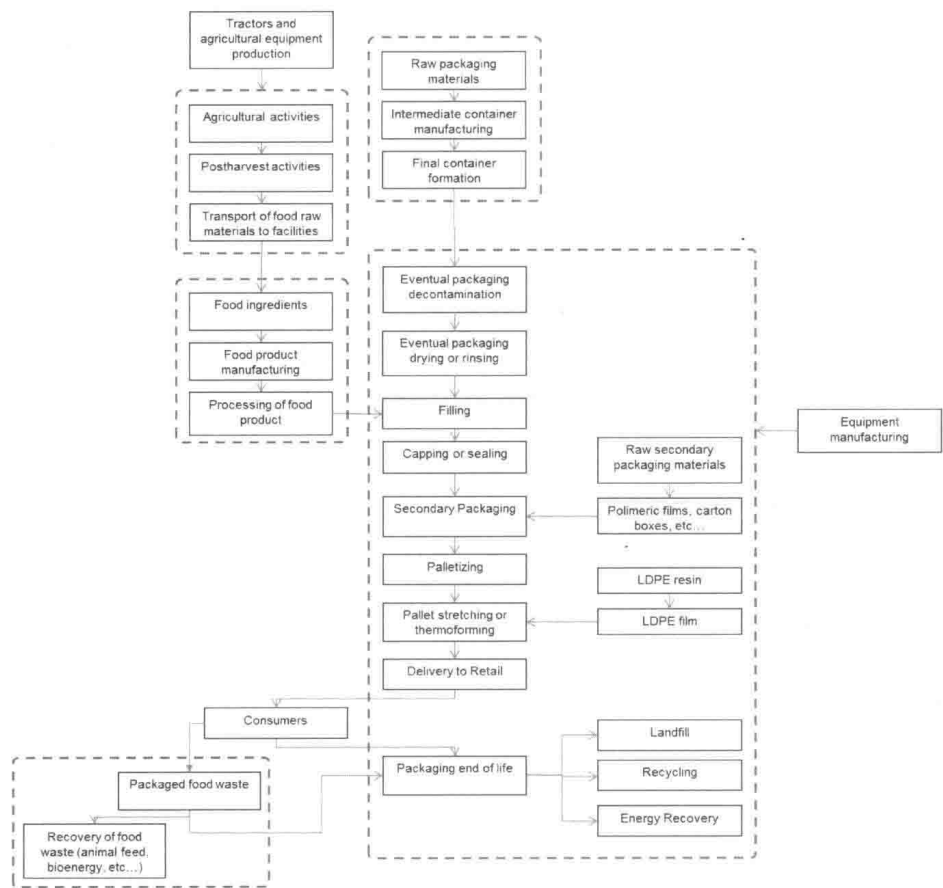 Tractors and
agricultural equipment
production
Raw packaging
materials
Agricultural activities
Intermediate container
manufacturing
Postharvest activities
Final container
formation
Transport of food raw
materials to facilities
Eventual packaging
decontamination
Food ingredients
Eventual packaging
drying or rinsing
Food product
manufacturing
Processing of food
product
Filling
Equipment
manufacturing
Capping or sealing
Raw secondary
packaging materials
Secondary Packaging
Polimeric films, carton
boxes, etc...
Palletizing
LDPE resin
Pallet stretching or
thermoforming
LDPE film
Delivery to Retail
Consumers
Landfill
Packaging end of life
Recycling
Packaged food waste
Energy Recovery
Recovery of food
waste (animal feed,
bioenergy, etc...)